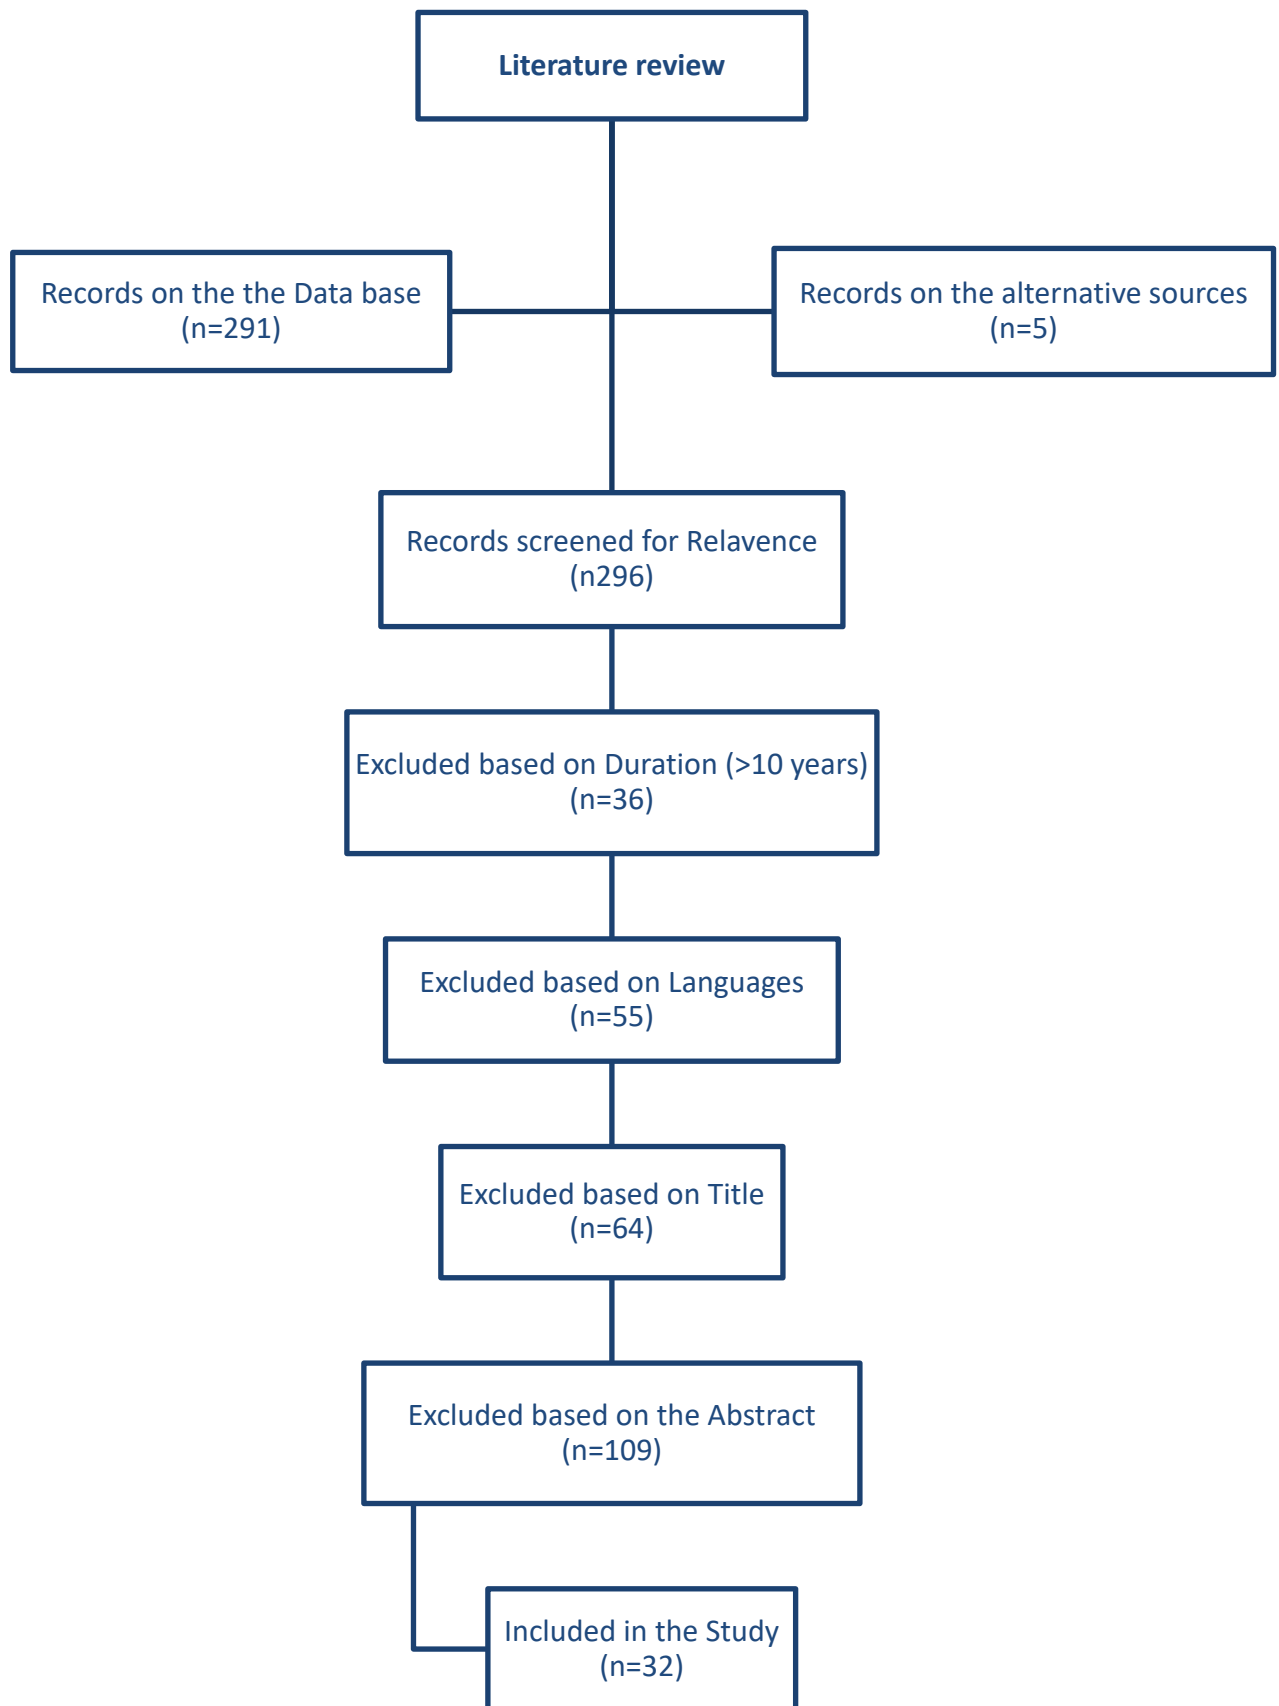 Literature review
Records on the the Data base
(n=291)
Records on the alternative sources
(n=5)
Records screened for Relavence
(n296)
Excluded based on Duration (>10 years)
(n=36)
Excluded based on Languages
(n=55)
Excluded based on Title
(n=64)
Excluded based on the Abstract
(n=109)
Included in the Study
(n=32)